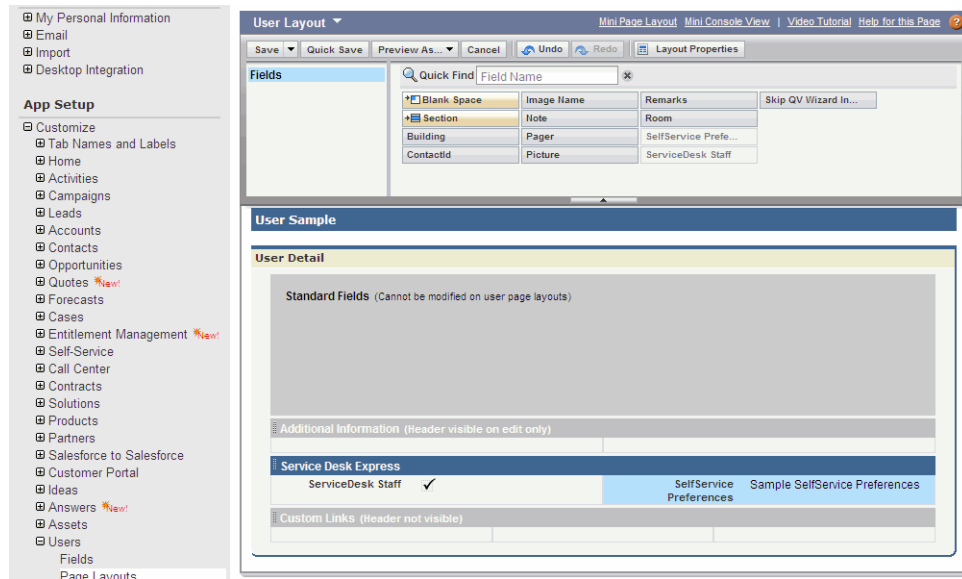 My Personal Information
Email
Import
Desktop Integration
App Setup
Customize
Tab Names and Labels
Home
Activities
Campaigns
Leads
Accounts
Contacts
Opportunities
Quotes New!
Forecasts
Cases
Entitlement Management New!
Self-Service
Call Center
Contracts
Solutions
Products
Partners
Salesforce to Salesforce
Customer Portal
Ideas
Answers New!
Assets
Users
Fields
Page Layouts
User Layout
Mini Page Layout Mini Console View | Video Tutorial Help for this Page ?
Save Quick Save Preview As... Cancel Undo Redo Layout Properties
Fields
Quick Find Field Name
Blank Space Image Name Remarks Skip QV Wizard In...
Section Note Room
Building Pager SelfService Prefe...
ContactId Picture ServiceDesk Staff
User Sample
User Detail
Standard Fields (Cannot be modified on user page layouts)
Additional Information (Header visible on edit only)
Service Desk Express
ServiceDesk Staff ✓ SelfService Sample SelfService Preferences
Preferences
Custom Links (Header not visible)